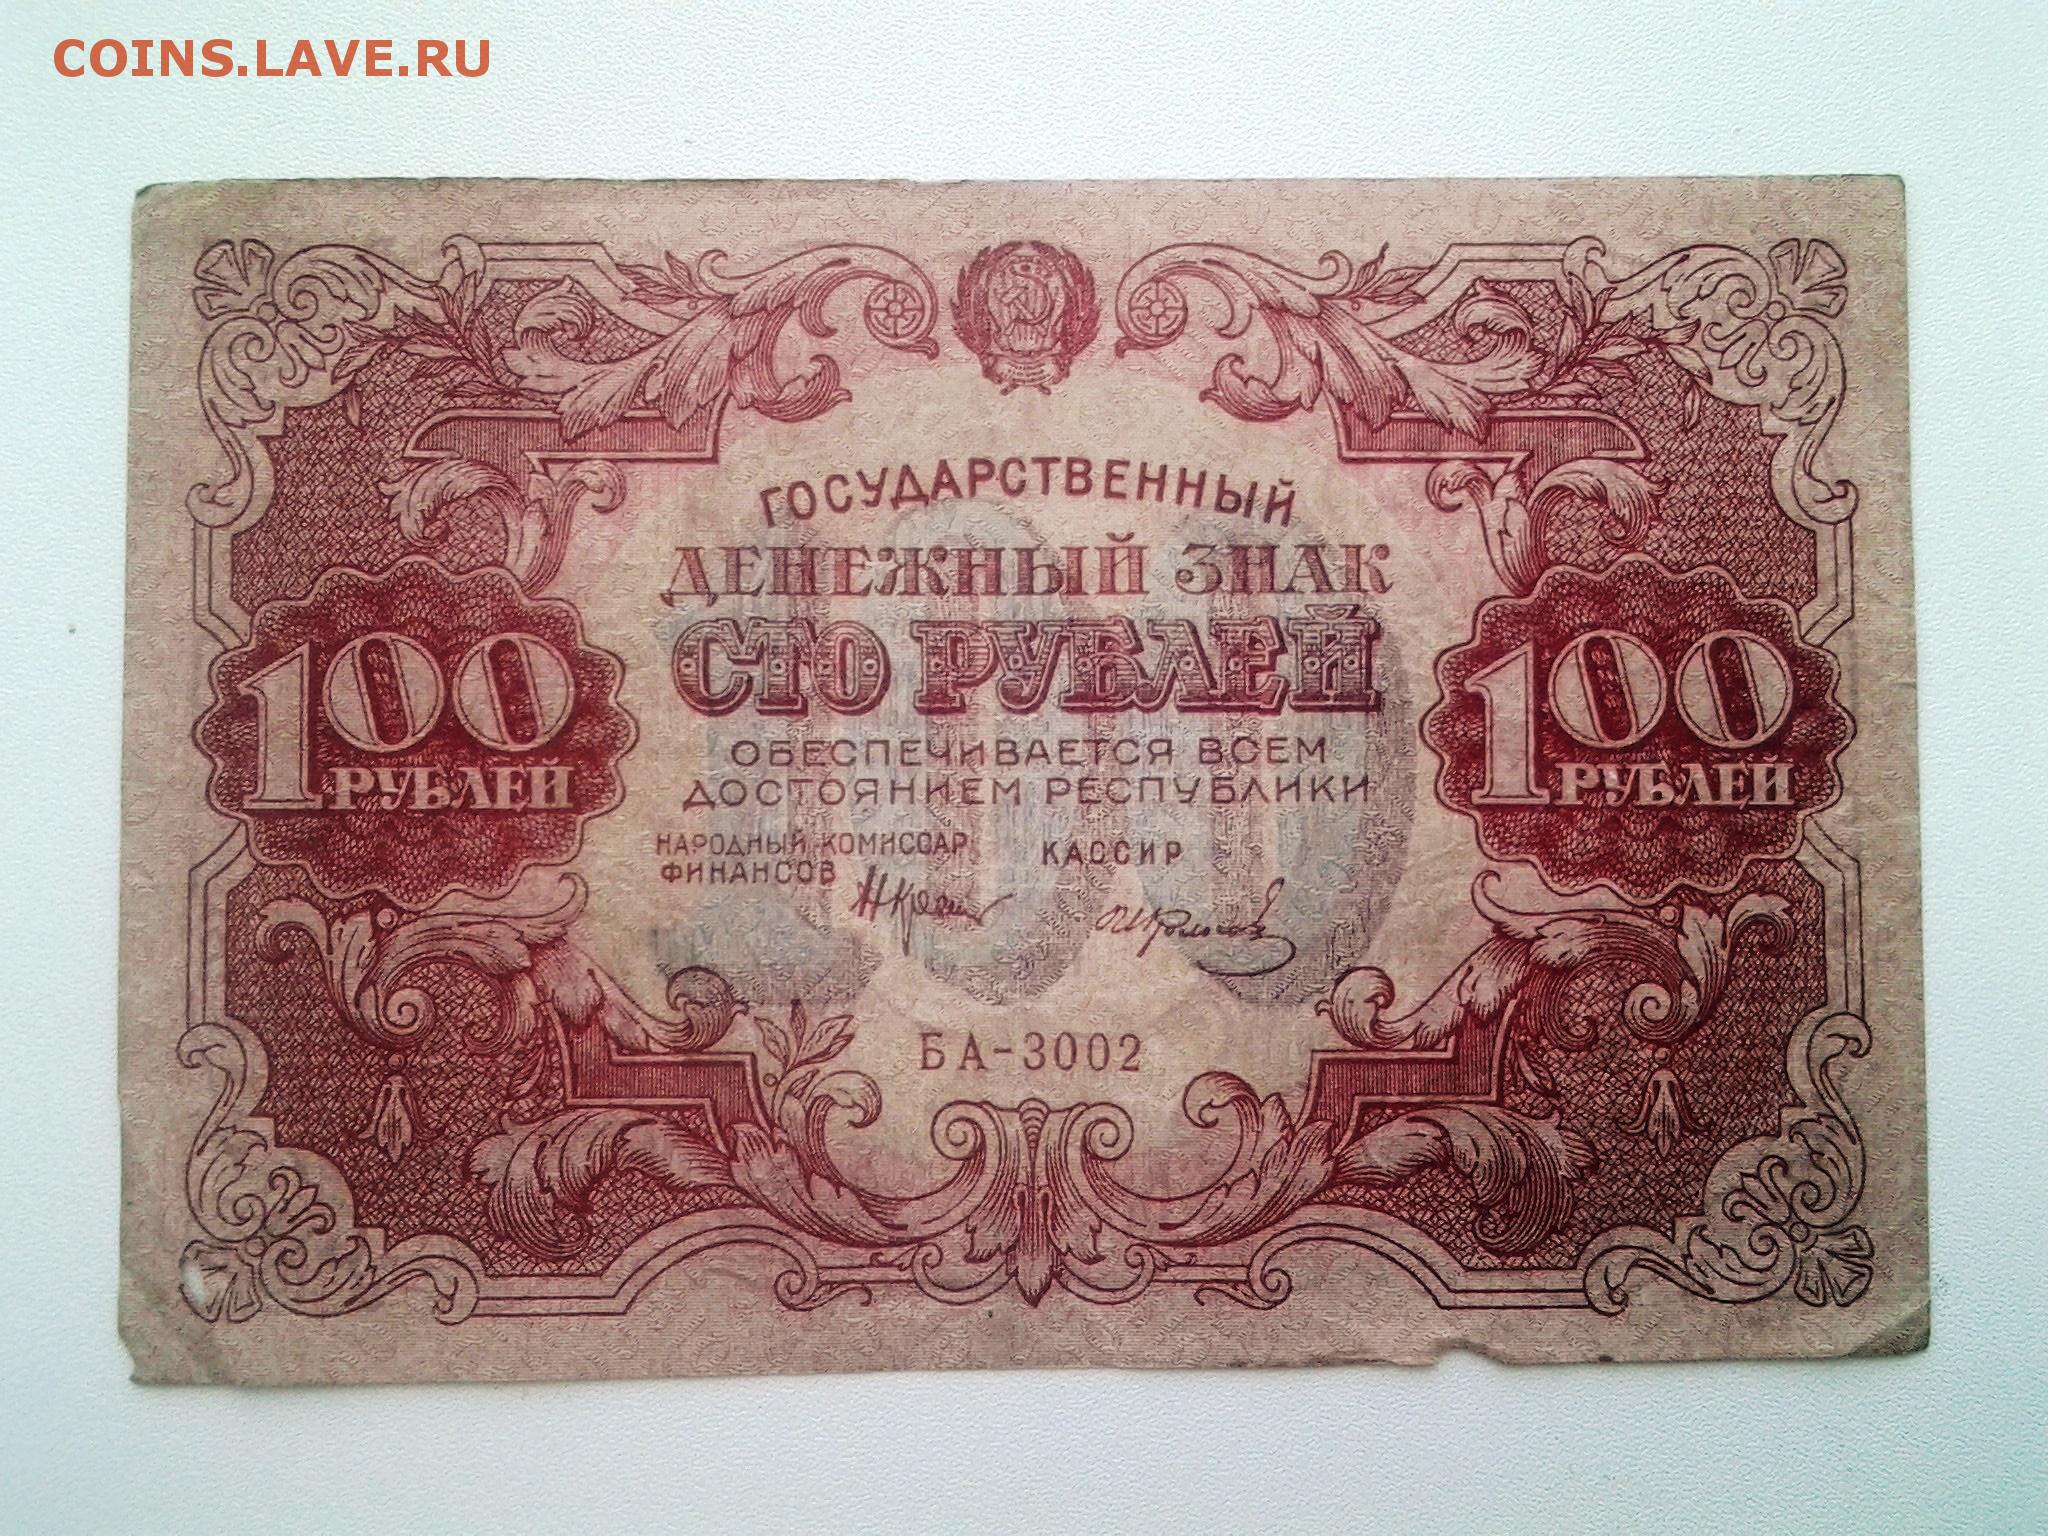 COINS.LAVE.RU
ГОСУДАРСТВЕННЫЙ
ДЕНЕЖНЫЙ ЗНАК
СТО РУБЛЕЙ
100
РУБЛЕЙ
100
РУБЛЕЙ
ОБЕСПЕЧИВАЕТСЯ ВСЕМ
ДОСТОЯНИЕМ РЕСПУБЛИКИ
НАРОДНЫЙ КОМИССАР
ФИНАНСОВ
КАССИР
100
БА-3002